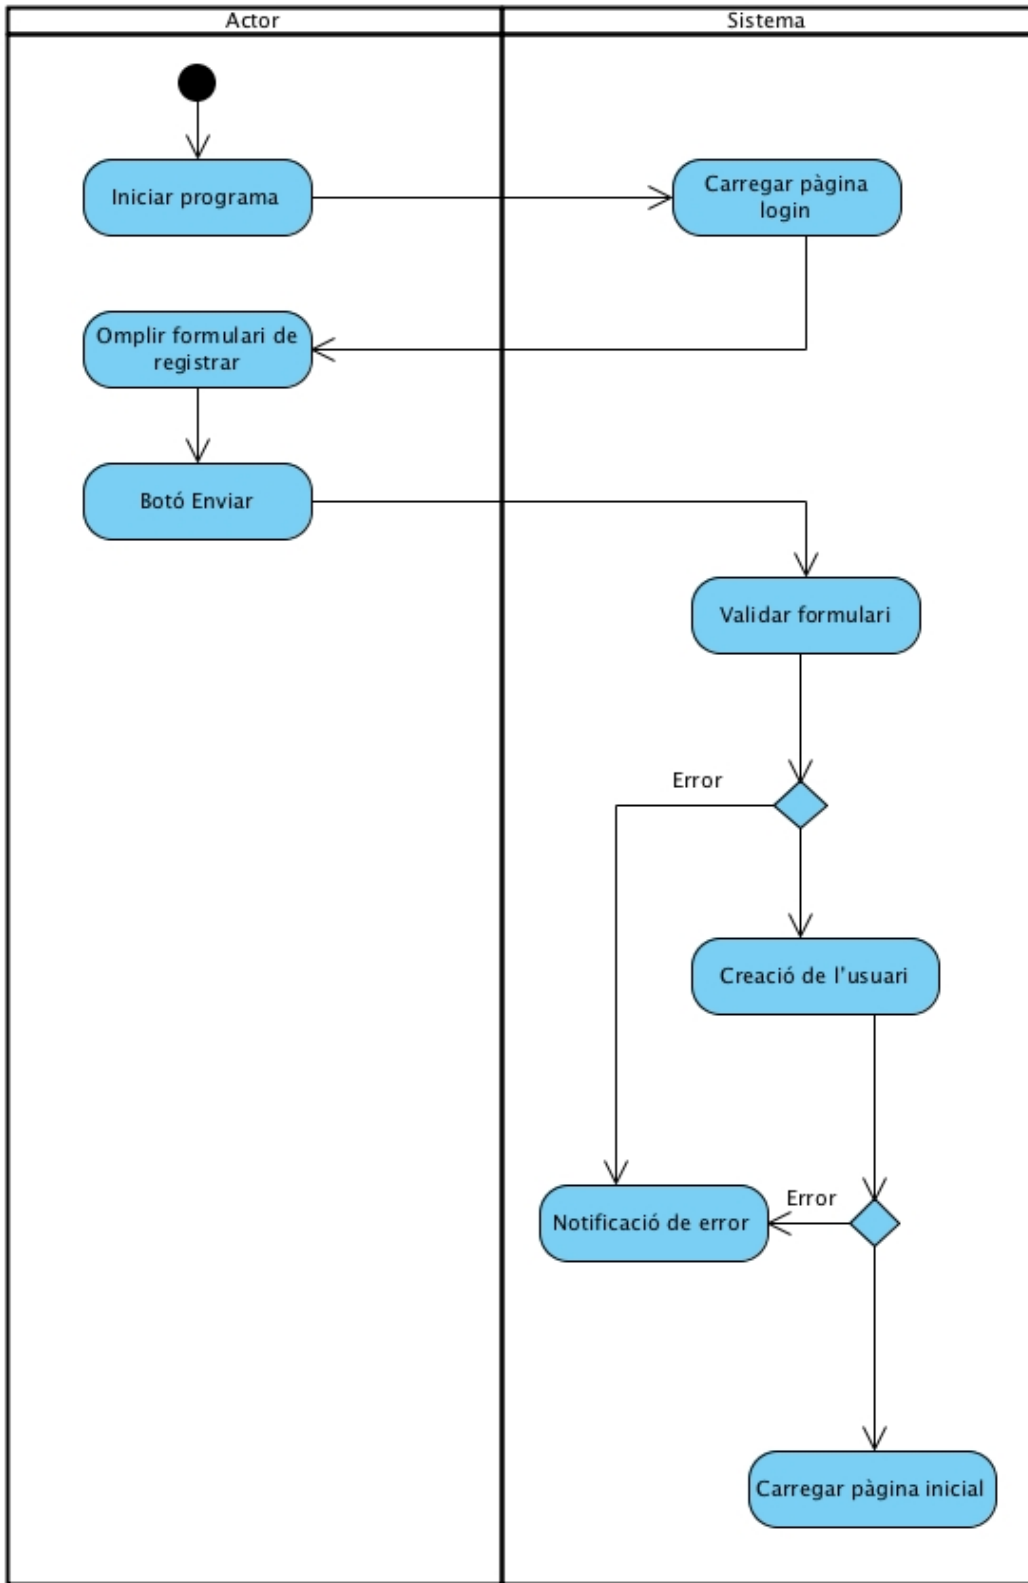 Actor
Sistema
Iniciar programa
Carregar pàgina
login
Omplir formulari de
registrar
Botó Enviar
Validar formulari
Error
Creació de l'usuari
Error
Notificació de error
Carregar pàgina inicial